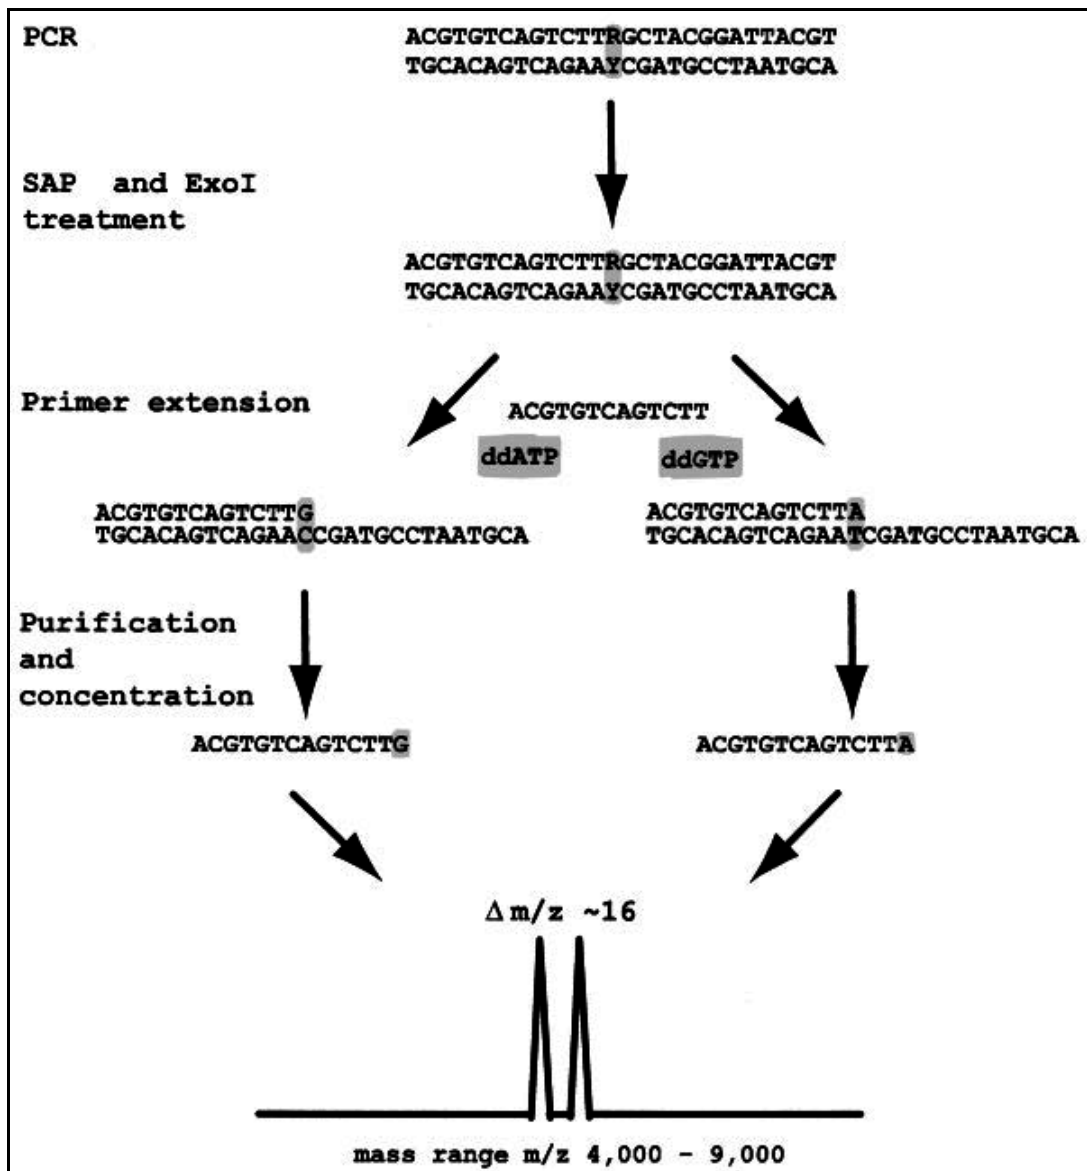 PCR
ACGTGTCAGTCTTRGCTACGGATTACGT
TGCACAGTCAGAAYCGATGCCTAATGCA
SAP and ExoI
treatment
ACGTGTCAGTCTTRGCTACGGATTACGT
TGCACAGTCAGAAYCGATGCCTAATGCA
Primer extension
ACGTGTCAGTCTT
ddATP ddGTP
ACGTGTCAGTCTTG
TGCACAGTCAGAACCGATGCCTAATGCA
ACGTGTCAGTCTTA
TGCACAGTCAGAATCGATGCCTAATGCA
Purification
and
concentration
ACGTGTCAGTCTTG
ACGTGTCAGTCTTA
Δ m/z ~16
mass range m/z 4,000 - 9,000